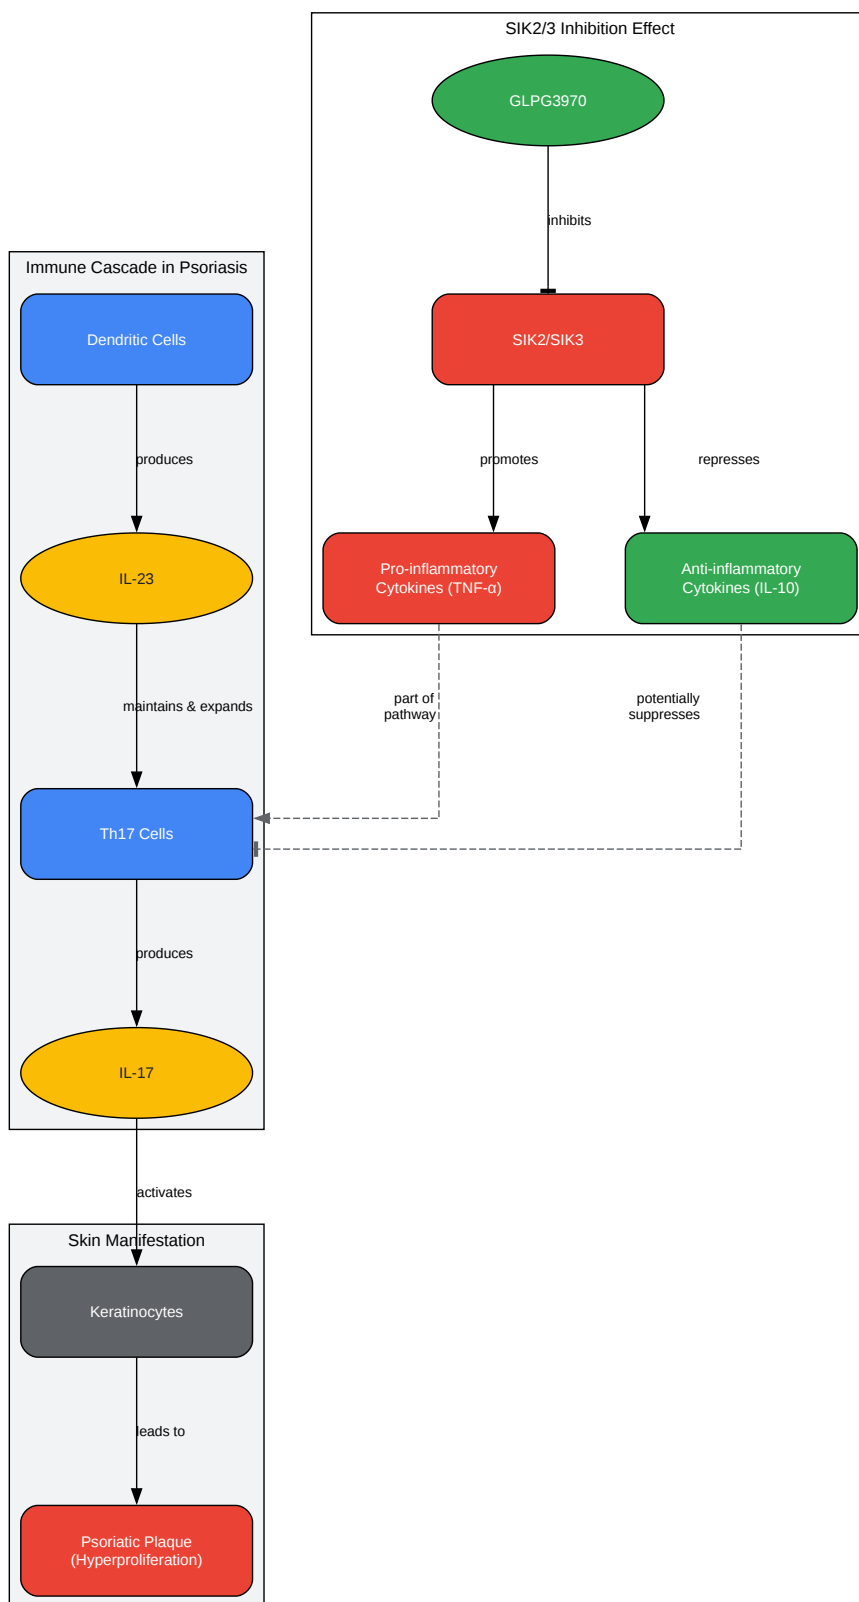 SIK2/3 Inhibition Effect
GLPG3970
inhibits
Immune Cascade in Psoriasis
Dendritic Cells
SIK2/SIK3
produces
promotes
represses
IL-23
Pro-inflammatory
Cytokines (TNF-α)
Anti-inflammatory
Cytokines (IL-10)
maintains & expands
part of
pathway
potentially
suppresses
Th17 Cells
produces
IL-17
activates
Skin Manifestation
Keratinocytes
leads to
Psoriatic Plaque
(Hyperproliferation)